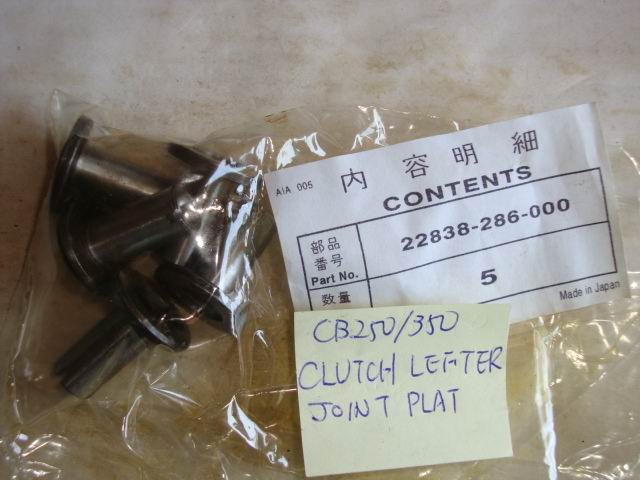 AIA 005
内容明細
CONTENTS
部品
番号
Part No.
22838-286-000
数量
5
Made in Japan
CB250/350
CLUTCH LEFTER
JOINT PLAT